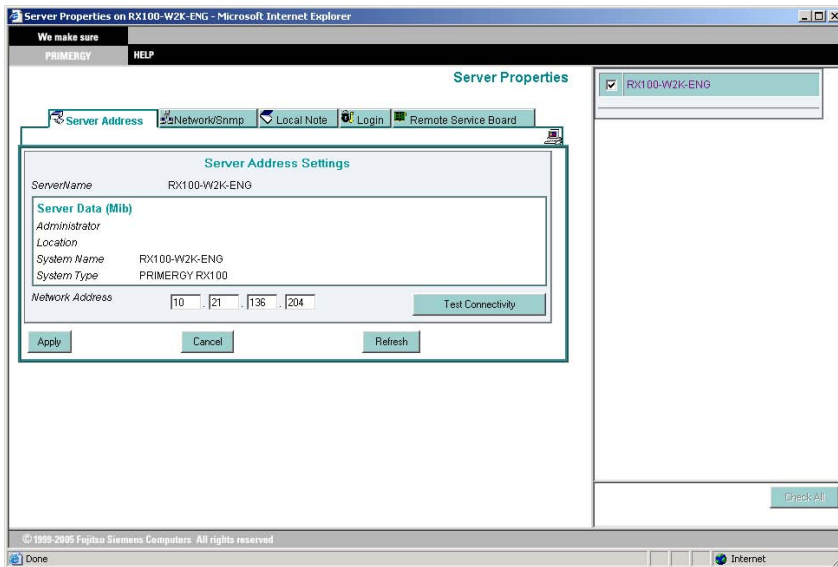 Server Properties on RX100-W2K-ENG - Microsoft Internet Explorer
We make sure
PRIMERGY HELP
Server Properties
Server Address Network/Snmp Local Note Login Remote Service Board
Server Address Settings
ServerName RX100-W2K-ENG
Server Data (Mib)
Administrator
Location
System Name RX100-W2K-ENG
System Type PRIMERGY RX100
Network Address 10 . 21 . 136 . 204 Test Connectivity
Apply Cancel Refresh
RX100-W2K-ENG
Check All
© 1999-2005 Fujitsu Siemens Computers All rights reserved
Done Internet